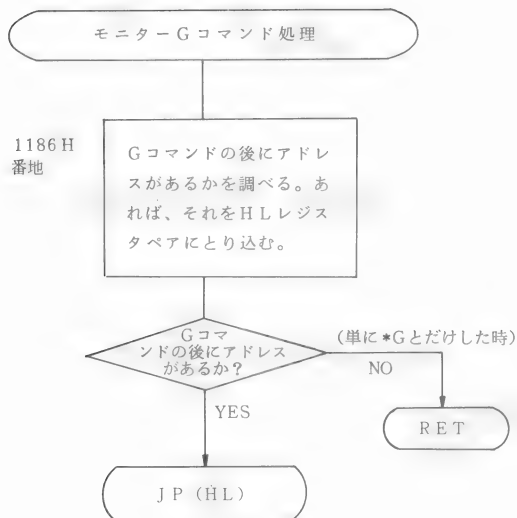 モニターGコマンド処理
1186H
番地
Gコマンドの後にアドレ
スがあるかを調べる。あ
れば、それをHLレジス
タペアにとり込む。
Gコマ
ンドの後にアドレス
があるか？
(単に*Gとだけした時)
NO
YES
RET
JP (HL)